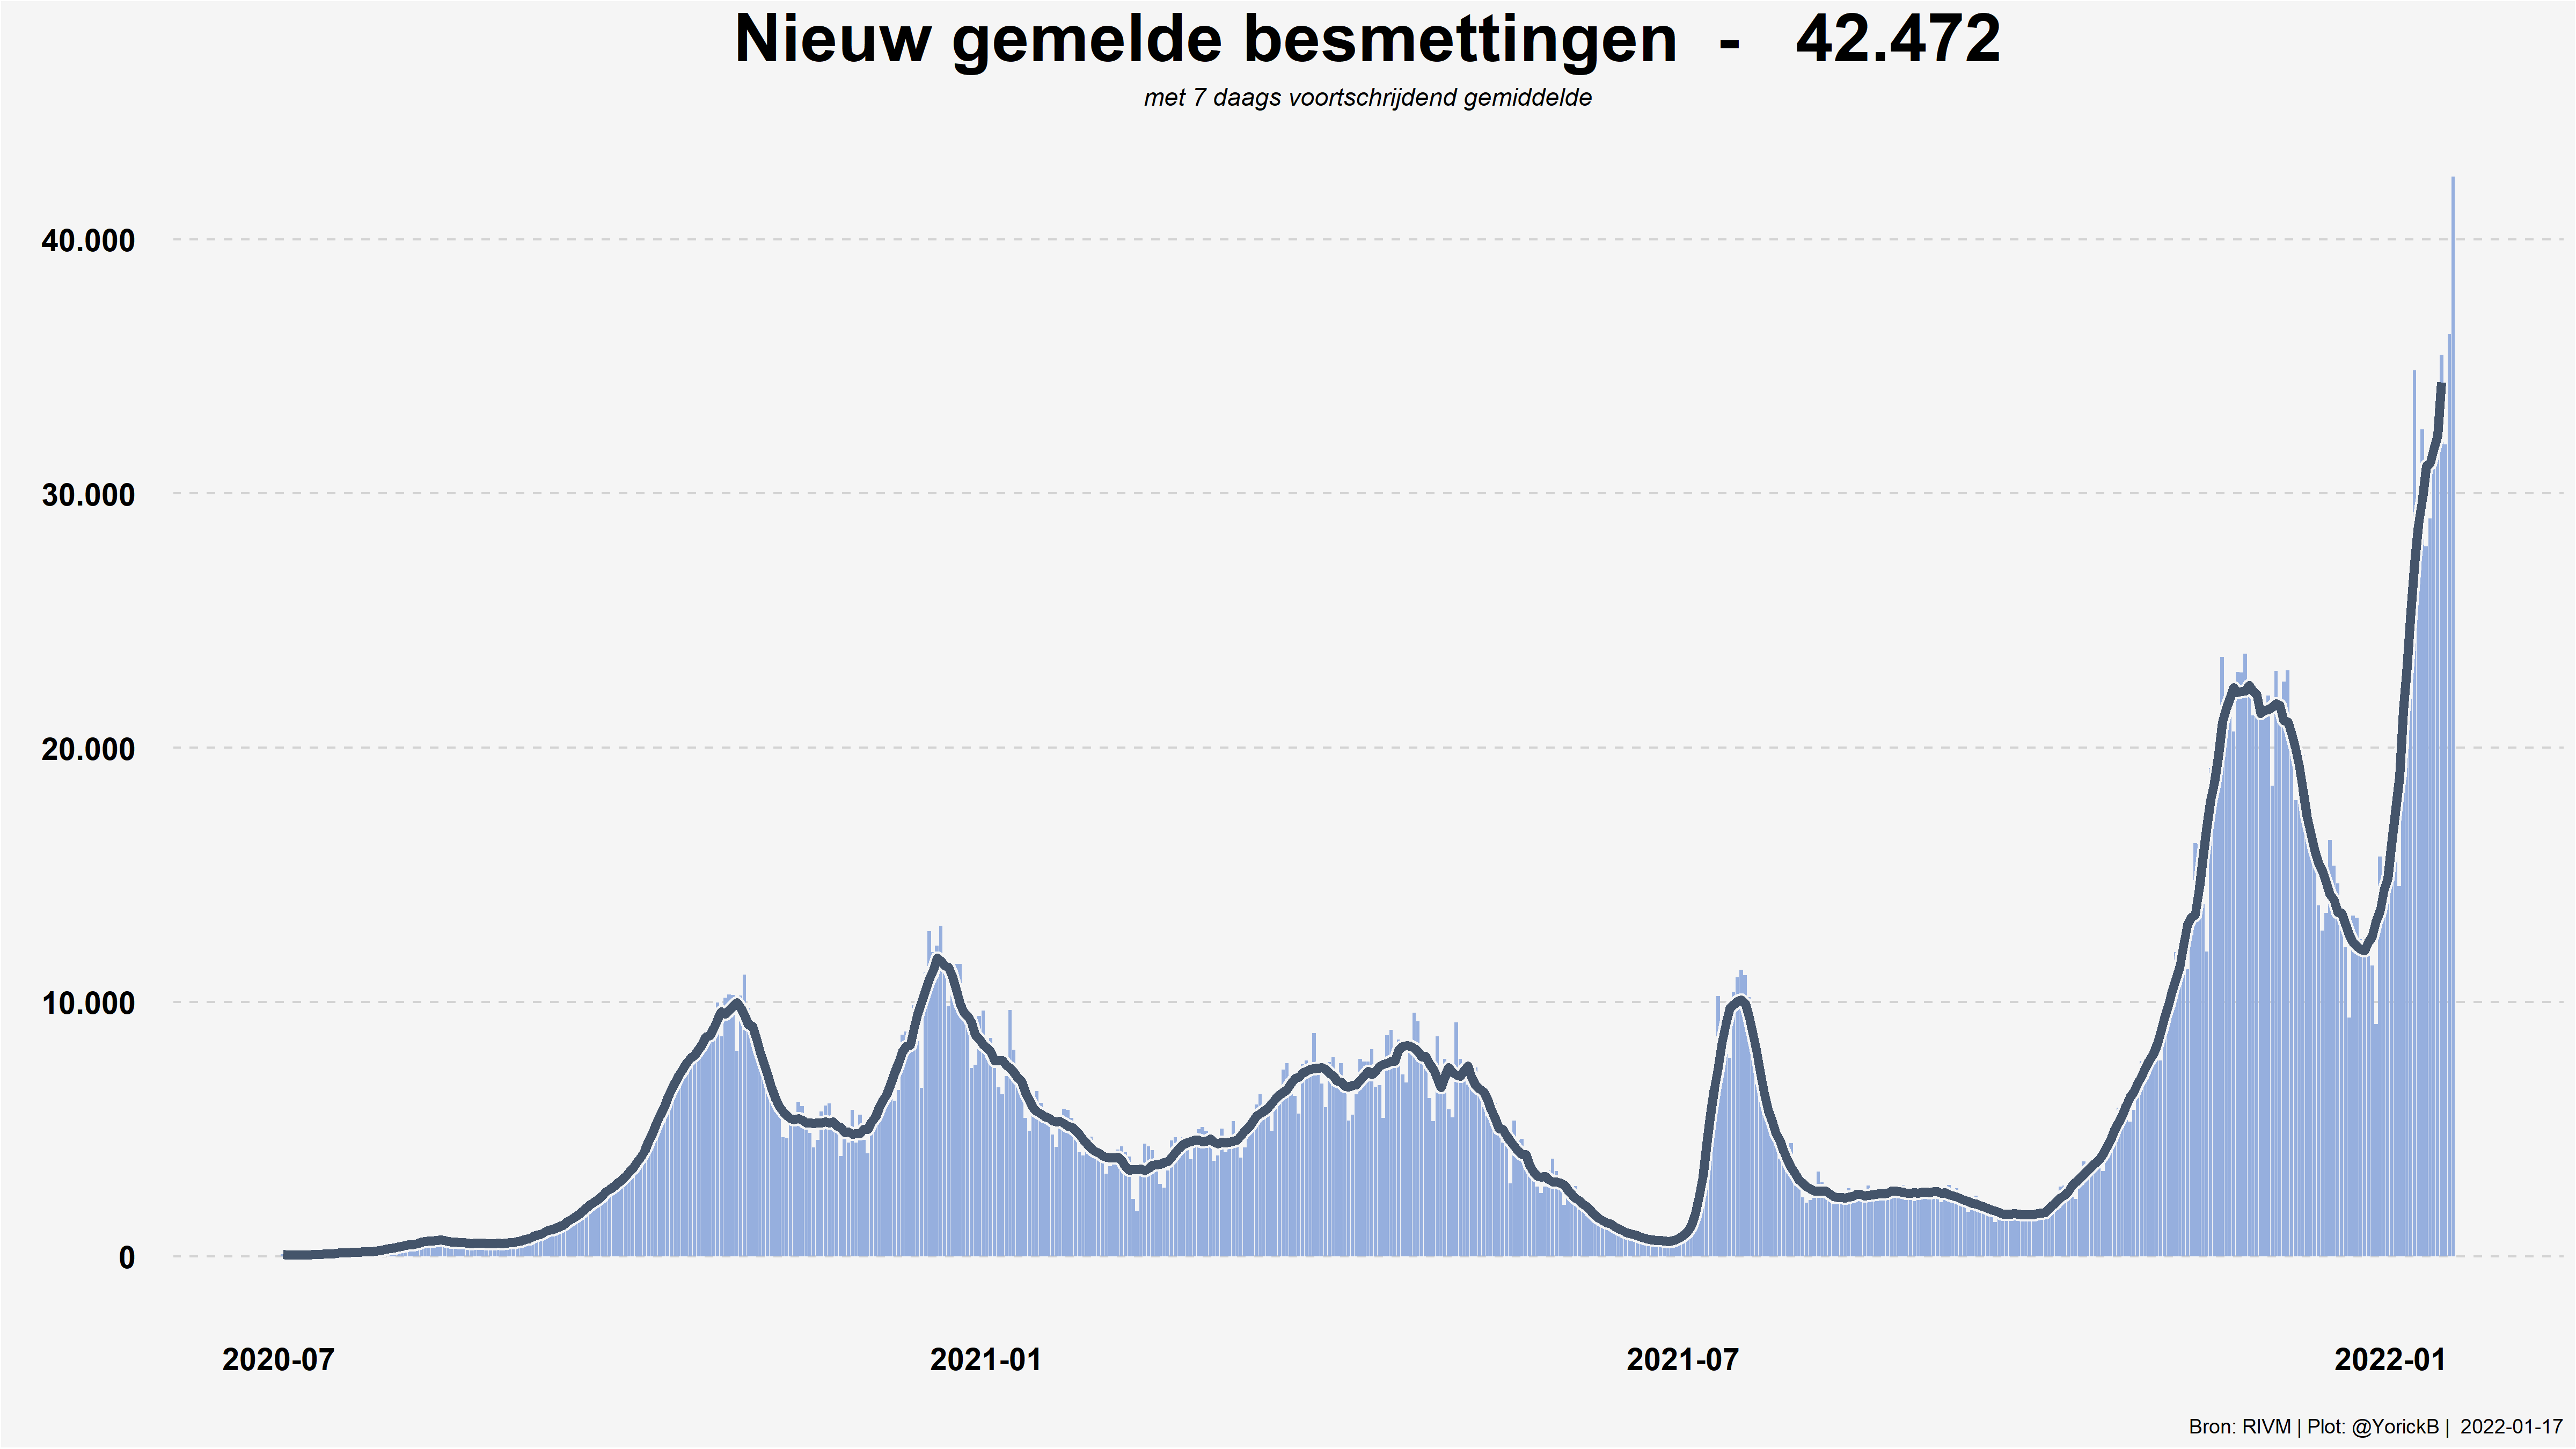 Nieuw gemelde besmettingen - 42.472
met 7 daags voortschrijdend gemiddelde
40.000
30.000
20.000
10.000
0
2020-07 2021-01 2021-07 2022-01
Bron: RIVM | Plot: @YorickB | 2022-01-17